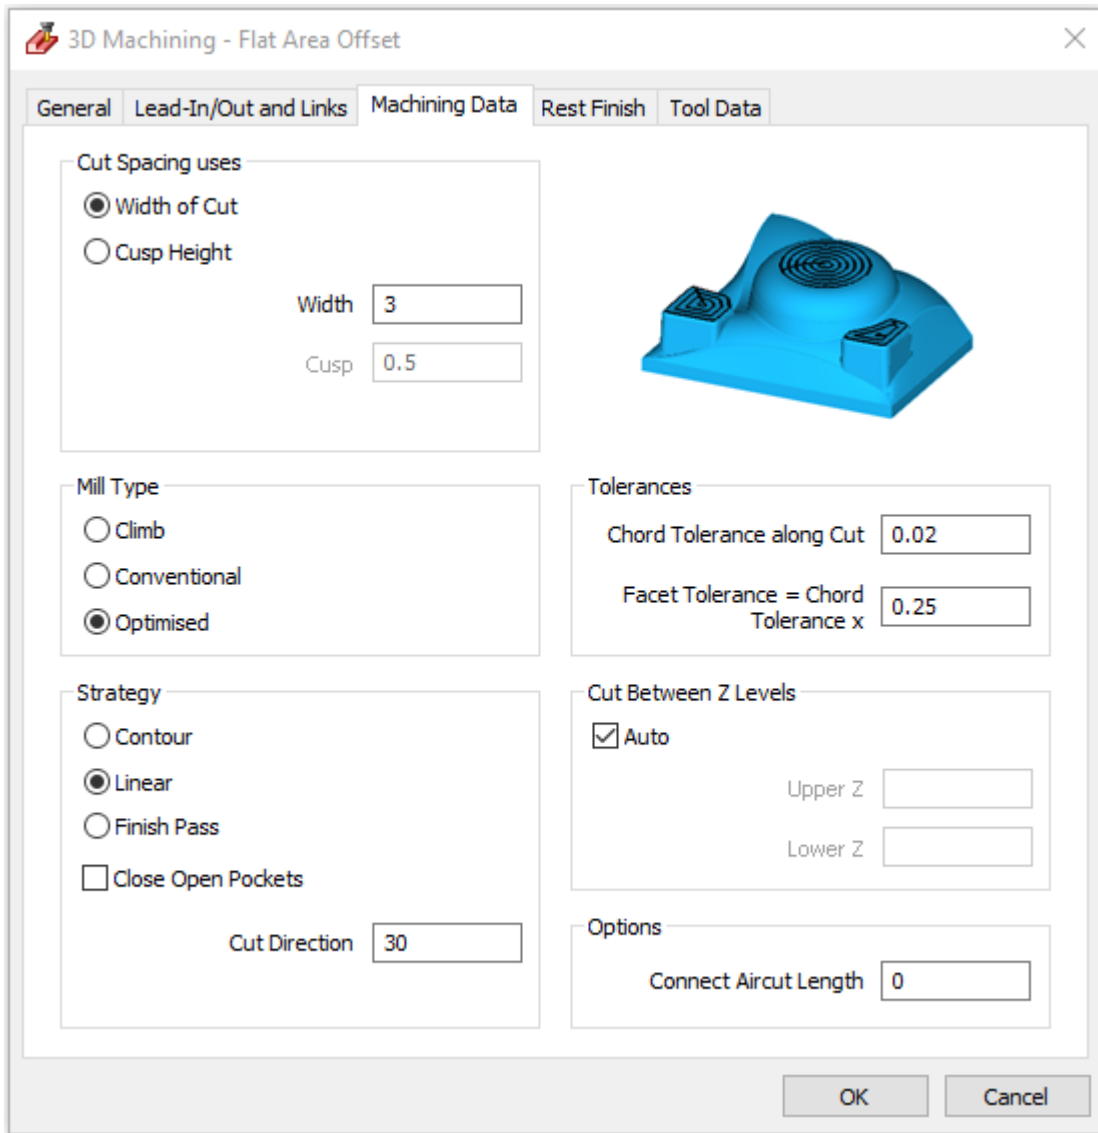 3D Machining - Flat Area Offset
General Lead-In/Out and Links Machining Data Rest Finish Tool Data
Cut Spacing uses
Width of Cut
Cusp Height
Width 3
Cusp 0.5
Mill Type
Climb
Conventional
Optimised
Tolerances
Chord Tolerance along Cut 0.02
Facet Tolerance = Chord
Tolerance x 0.25
Strategy
Contour
Linear
Finish Pass
Close Open Pockets
Cut Direction 30
Cut Between Z Levels
Auto
Upper Z
Lower Z
Options
Connect Aircut Length 0
OK Cancel